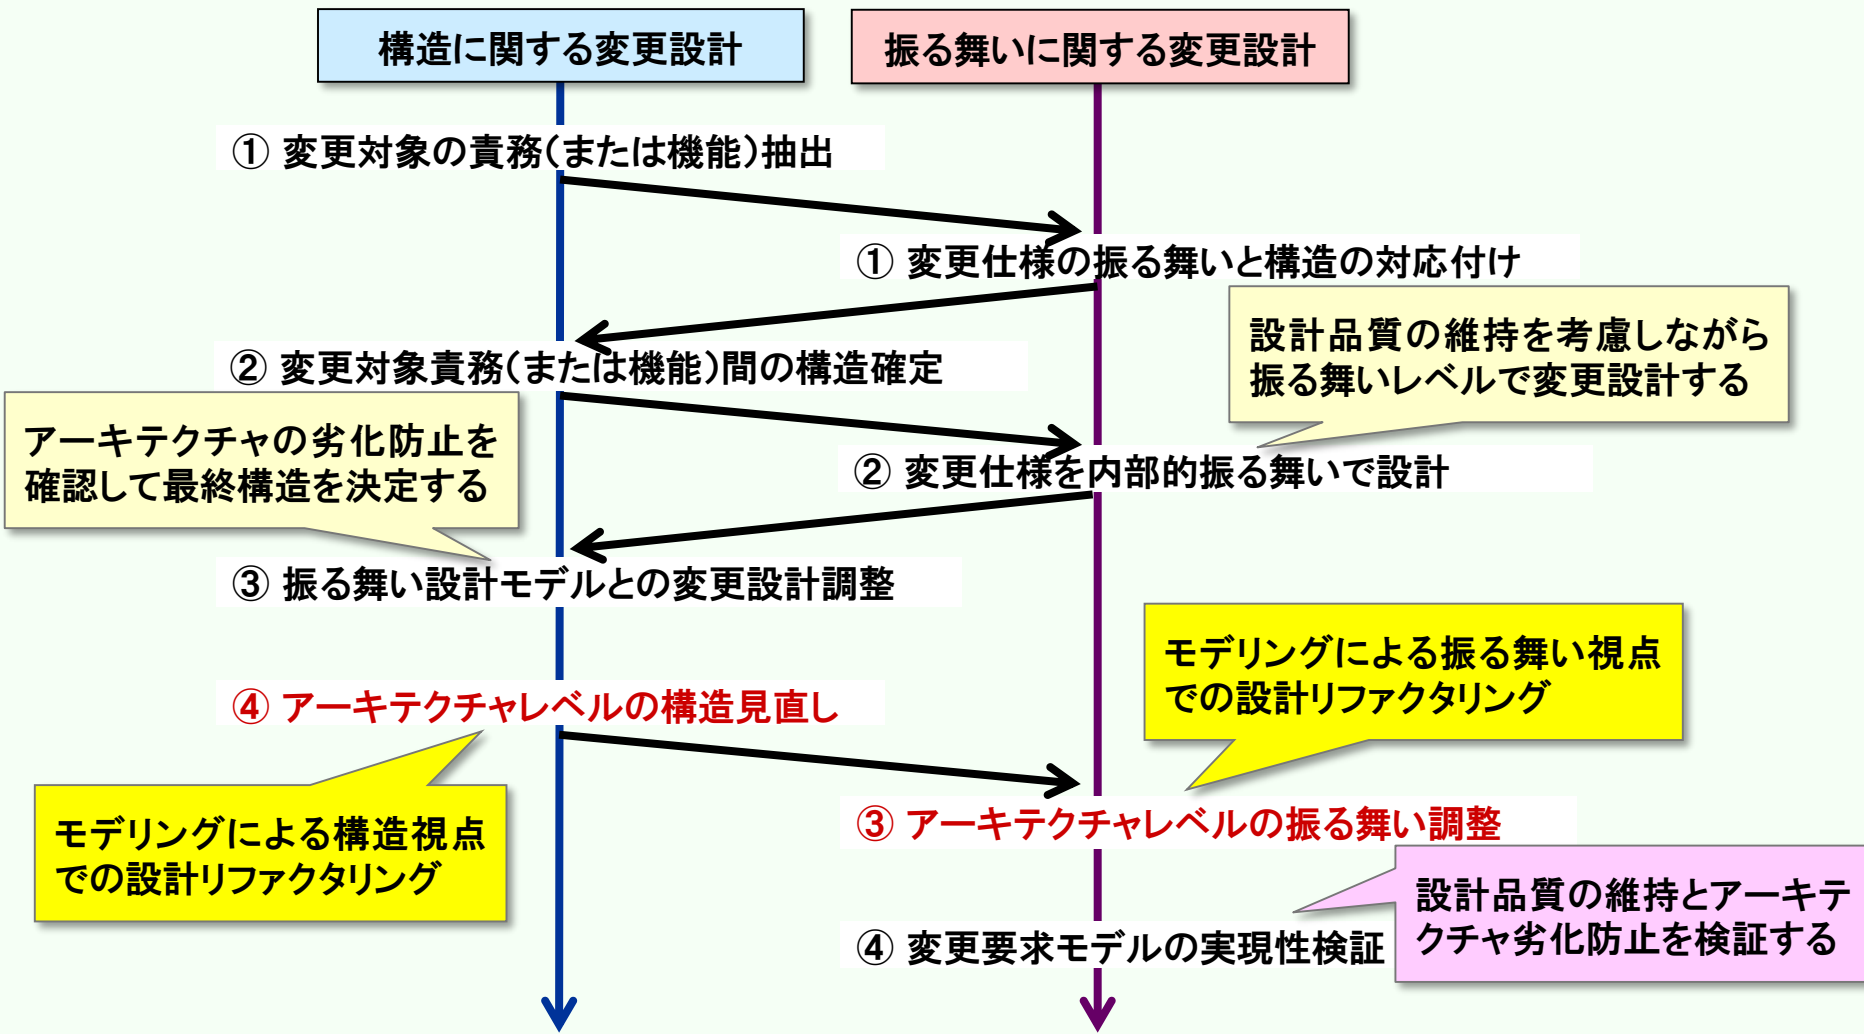 構造に関する変更設計
振る舞いに関する変更設計
① 変更対象の責務(または機能)抽出
① 変更仕様の振る舞いと構造の対応付け
設計品質の維持を考慮しながら
振る舞いレベルで変更設計する
② 変更対象責務(または機能)間の構造確定
アーキテクチャの劣化防止を
確認して最終構造を決定する
② 変更仕様を内部的振る舞いで設計
③ 振る舞い設計モデルとの変更設計調整
モデリングによる振る舞い視点
での設計リファクタリング
④ アーキテクチャレベルの構造見直し
モデリングによる構造視点
での設計リファクタリング
③ アーキテクチャレベルの振る舞い調整
設計品質の維持とアーキテ
クチャ劣化防止を検証する
④ 変更要求モデルの実現性検証